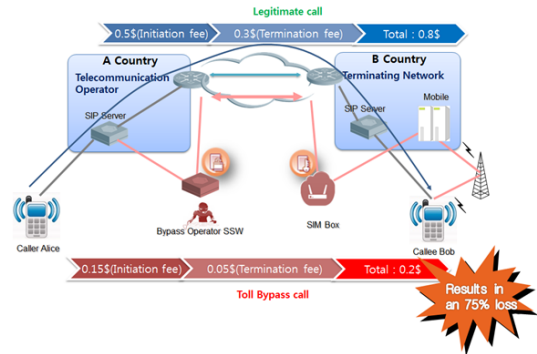 Legitimate call
0.5$(Initiation fee) 0.3$(Termination fee) Total : 0.8$
A Country
Telecommunication
Operator
SIP Server
B Country
Terminating Network
SIP Server
Mobile
Caller Alice
Bypass Operator SSW
SIM Box
Callee Bob
0.15$(Initiation fee) 0.05$(Termination fee) Total : 0.2$
Toll Bypass call
Results in
an 75% loss